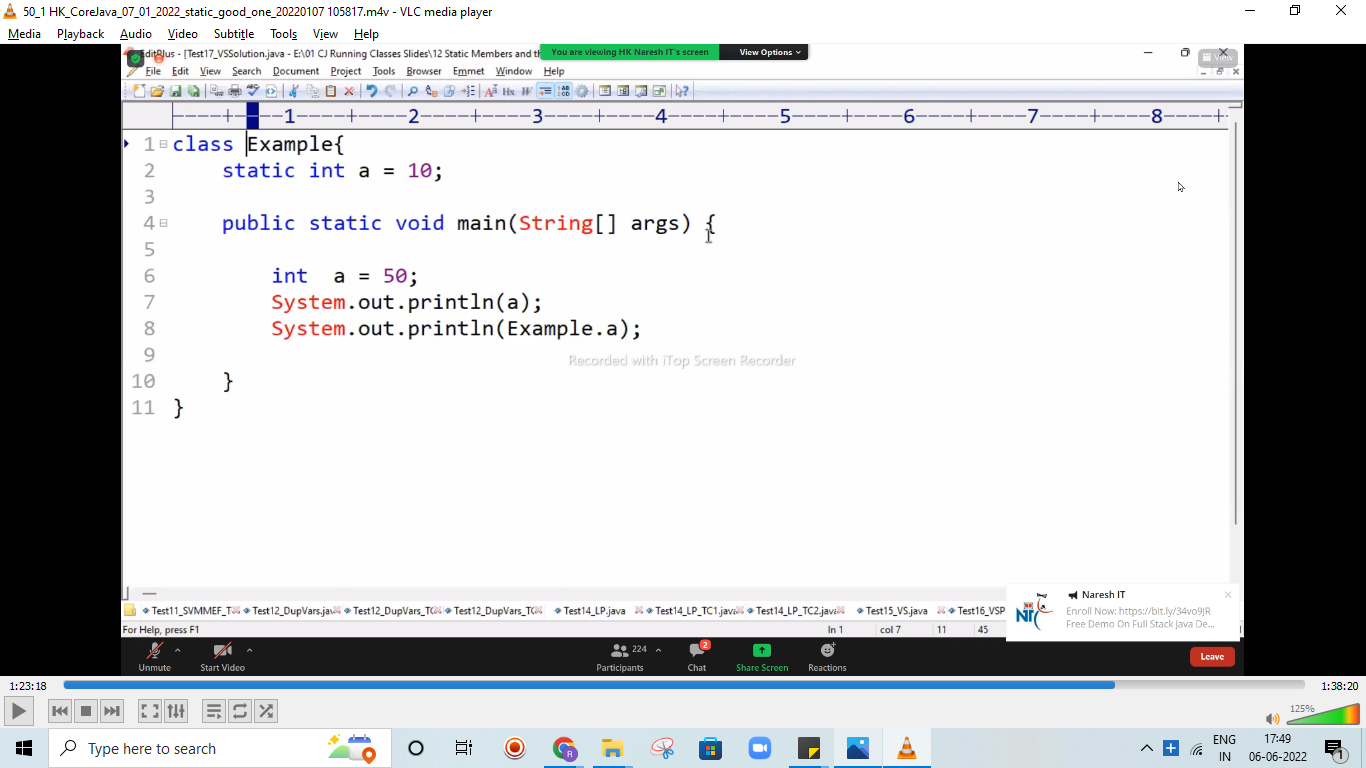 50_1 HK_CoreJava_07_01_2022_static_good_one_20220107 105817.m4v - VLC media player
Media Playback Audio Video Subtitle Tools View Help
EditPlus - [Test17_VSSolution.java - E:\01 CJ Running Classes Slides\12 Static Members and th
You are viewing HK Naresh IT's screen
View Options
View
File Edit View Search Document Project Tools Browser Emmet Window Help
----+----1----+----2----+----3----+----4----+----5----+----6----+----7----+----8----+-
1 class Example{
2 static int a = 10;
3
4 public static void main(String[] args) {
5
6 int  a = 50;
7 System.out.println(a);
8 System.out.println(Example.a);
9
Recorded with iTop Screen Recorder
10 }
11 }
Naresh IT
Enroll Now: https://bit.ly/34vo9JR
Free Demo On Full Stack Java De...
Test11_SVMMEF_T Test12_DupVars.jav Test12_DupVars_T( Test12_DupVars_T( Test14_LP.java Test14_LP_TC1.java Test14_LP_TC2.java Test15_VS.java Test16_VSP
For Help, press F1 ln 1 col 7 11 45
Unmute Start Video Participants 224 Chat 2 Share Screen Reactions Leave
1:23:18 1:38:20
125%
Type here to search
ENG
IN
17:49
06-06-2022
1